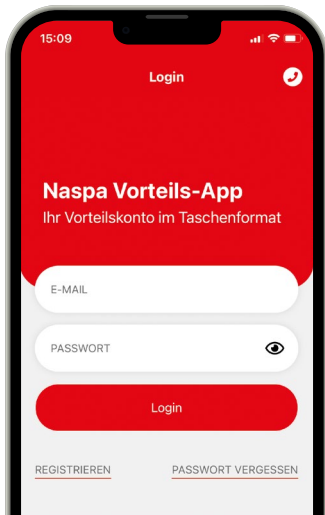 15:09
Login
Naspa Vorteils-App
Ihr Vorteilskonto im Taschenformat
E-MAIL
PASSWORT
Login
REGISTRIEREN
PASSWORT VERGESSEN